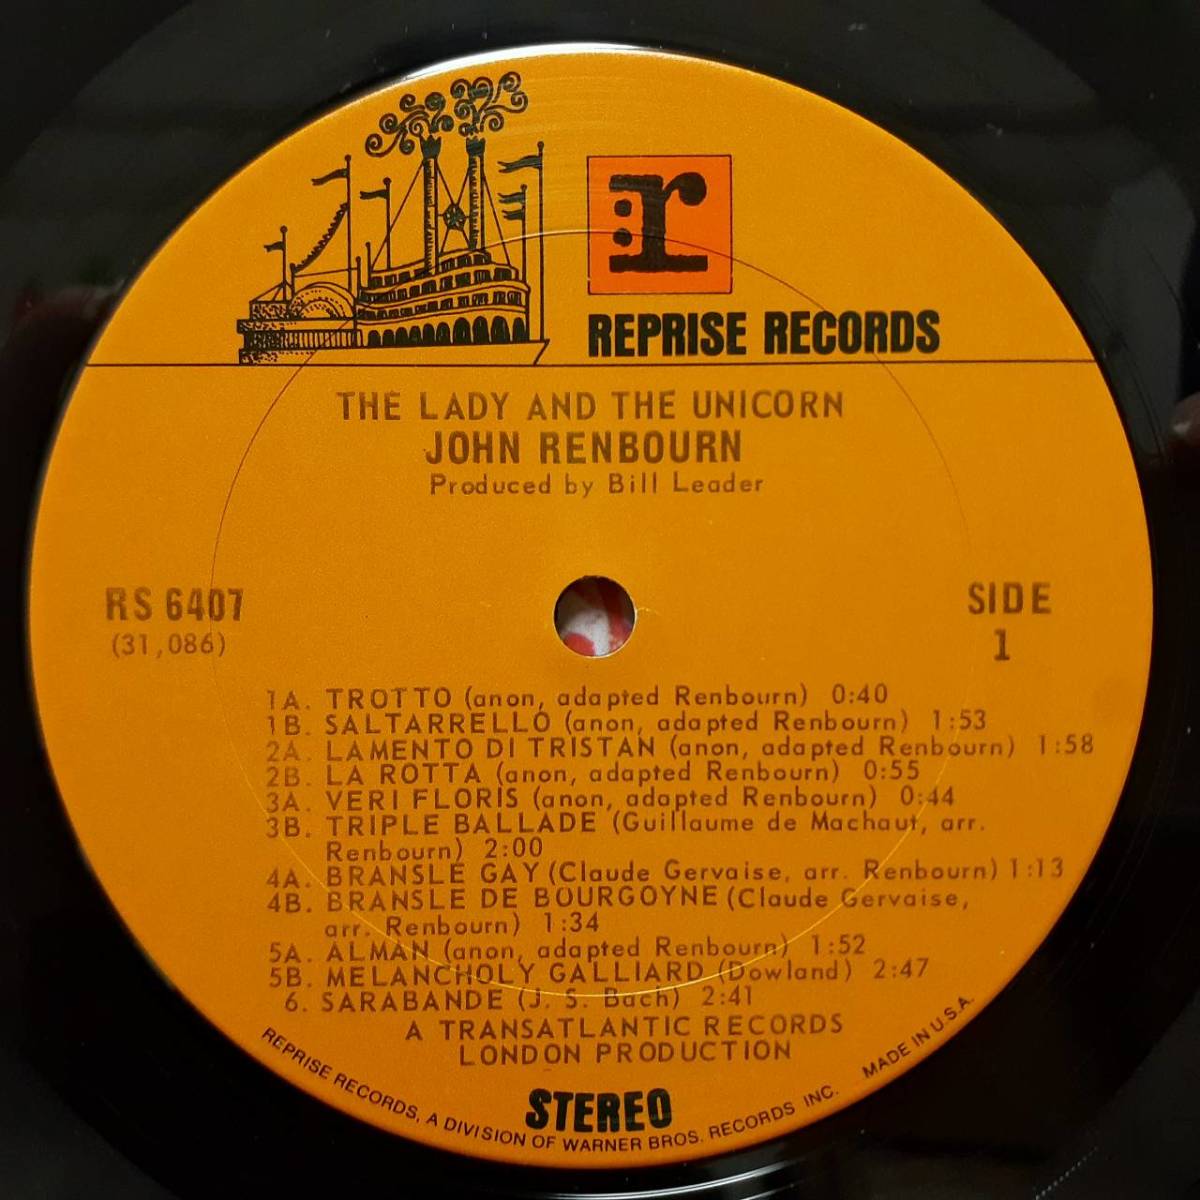 r
REPRISE RECORDS
THE LADY AND THE UNICORN
JOHN RENBOURN
Produced by Bill Leader
RS 6407
(31,086)
SIDE
1
1A. TROTTO (anon, adapted Renbourn) 0:40
1B. SALTARRELLO (anon, adapted Renbourn) 1:53
2A. LAMENTO DI TRISTAN (anon, adapted Renbourn) 1:58
2B. LA ROTTA (anon, adapted Renbourn) 0:55
3A. VERI FLORIS (anon, adapted Renbourn) 0:44
3B. TRIPLE BALLADE (Guillaume de Machaut, arr.
Renbourn) 2:00
4A. BRANSLE GAY (Claude Gervaise, arr. Renbourn) 1:13
4B. BRANSLE DE BOURGOYNE (Claude Gervaise,
arr. Renbourn) 1:34
5A. ALMAN (anon, adapted Renbourn) 1:52
5B. MELANCHOLY GALLIARD (Dowland) 2:47
6. SARABANDE (J. S. Bach) 2:41
A TRANSATLANTIC RECORDS
LONDON PRODUCTION
STEREO
REPRISE RECORDS, A DIVISION OF WARNER BROS. RECORDS INC. MADE IN U.S.A.